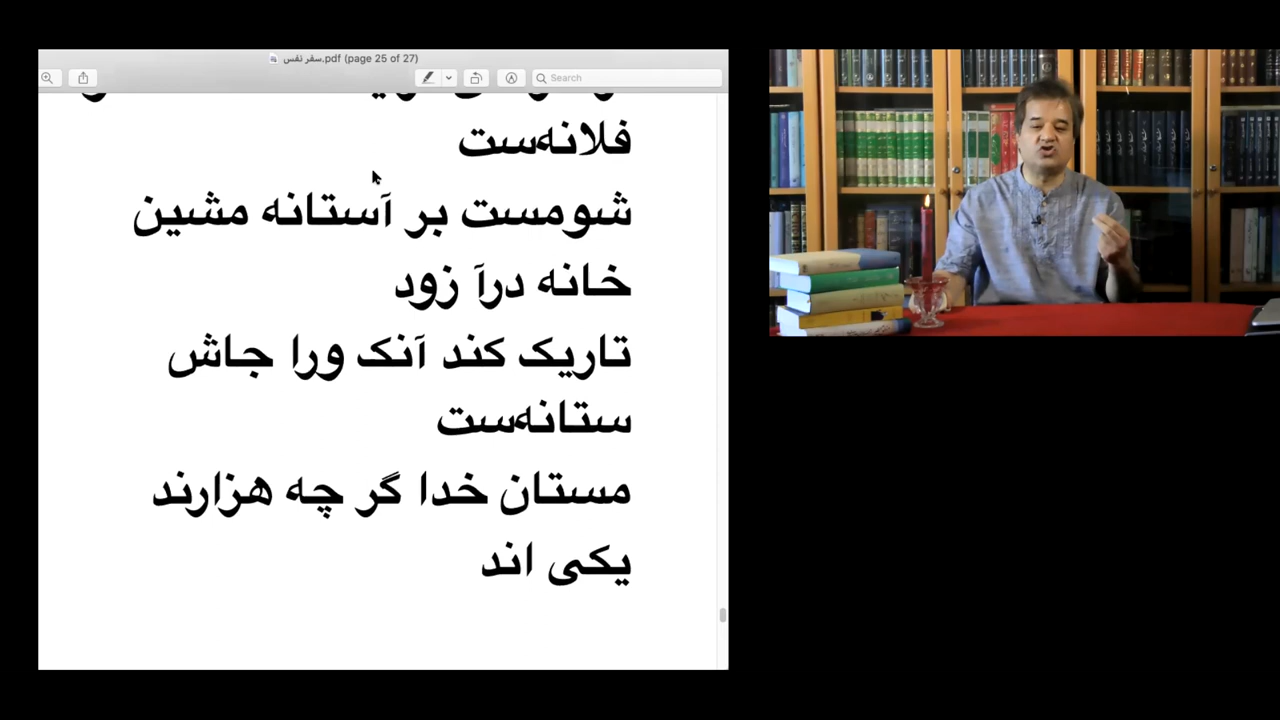 سفر نفس.pdf (page 25 of 27)
Search
فلانه‌ست
شومست بر آستانه مشین
خانه درآ زود
تاریک کند آنک ورا جاش
ستانه‌ست
مستان خدا گر چه هزارند
یکی اند